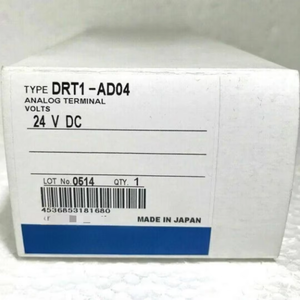 TYPE DRT1-AD04
ANALOG TERMINAL
VOLTS
24 V DC
LOT No. 0514 QTY. 1
4536853181680
MADE IN JAPAN